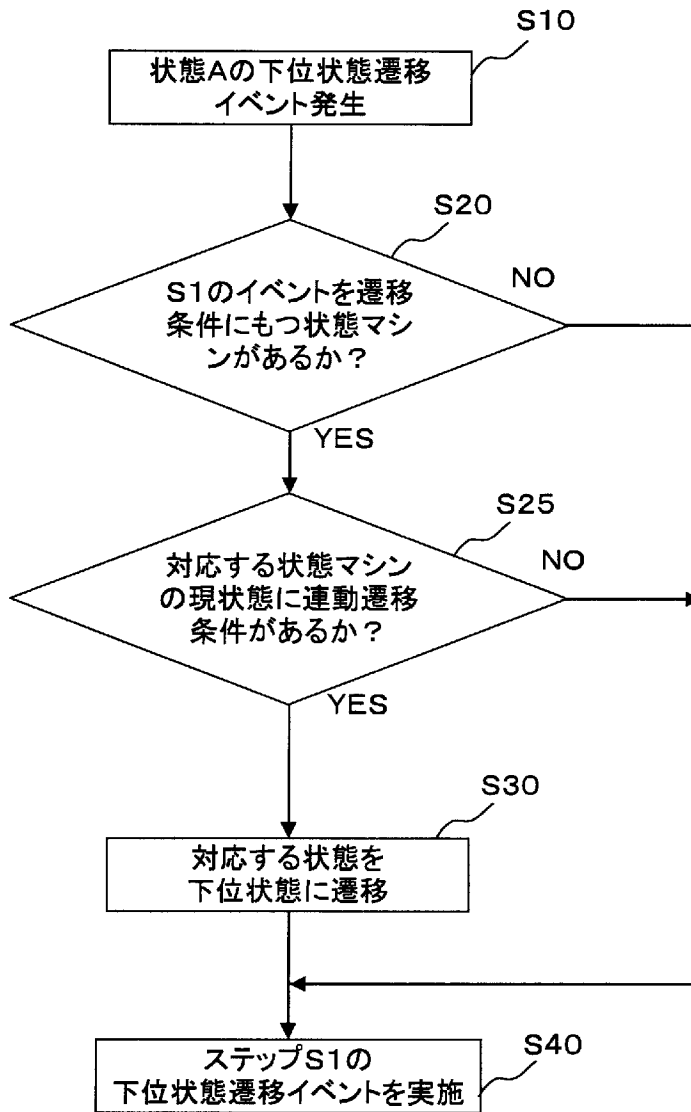 S10
状態Aの下位状態遷移
イベント発生
S20
S1のイベントを遷移
条件にもつ状態マシ
ンがあるか?
NO
YES
S25
対応する状態マシン
の現状態に連動遷移
条件があるか?
NO
YES
S30
対応する状態を
下位状態に遷移
ステップS1の
下位状態遷移イベントを実施
S40